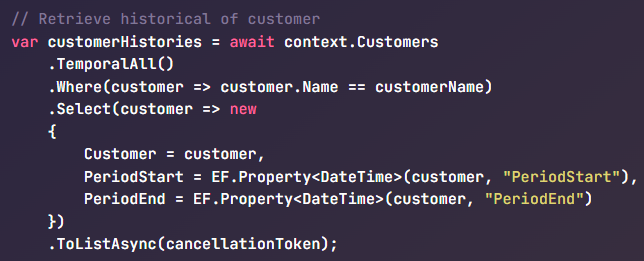 // Retrieve historical of customer
var customerHistories = await context.Customers
    .TemporalAll()
    .Where(customer => customer.Name == customerName)
    .Select(customer => new
    {
        Customer = customer,
        PeriodStart = EF.Property<DateTime>(customer, "PeriodStart"),
        PeriodEnd = EF.Property<DateTime>(customer, "PeriodEnd")
    })
    .ToListAsync(cancellationToken);